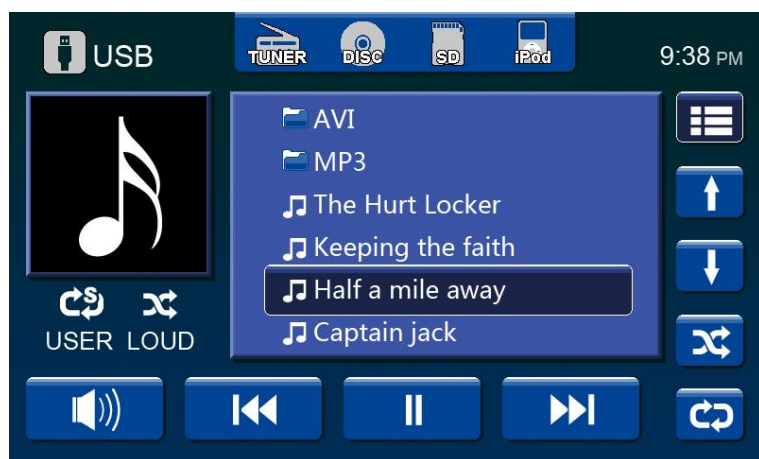 USB
TUNER DISC SD iPod
9:38 PM
AVI
MP3
The Hurt Locker
Keeping the faith
Half a mile away
Captain jack
S
USER LOUD